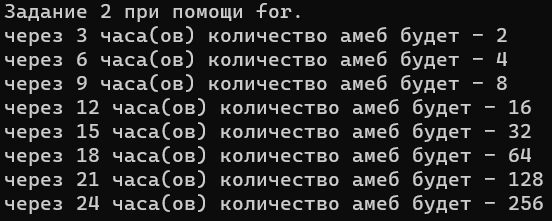 Задание 2 при помощи for.
через 3 часа(ов) количество амеб будет - 2
через 6 часа(ов) количество амеб будет - 4
через 9 часа(ов) количество амеб будет - 8
через 12 часа(ов) количество амеб будет - 16
через 15 часа(ов) количество амеб будет - 32
через 18 часа(ов) количество амеб будет - 64
через 21 часа(ов) количество амеб будет - 128
через 24 часа(ов) количество амеб будет - 256